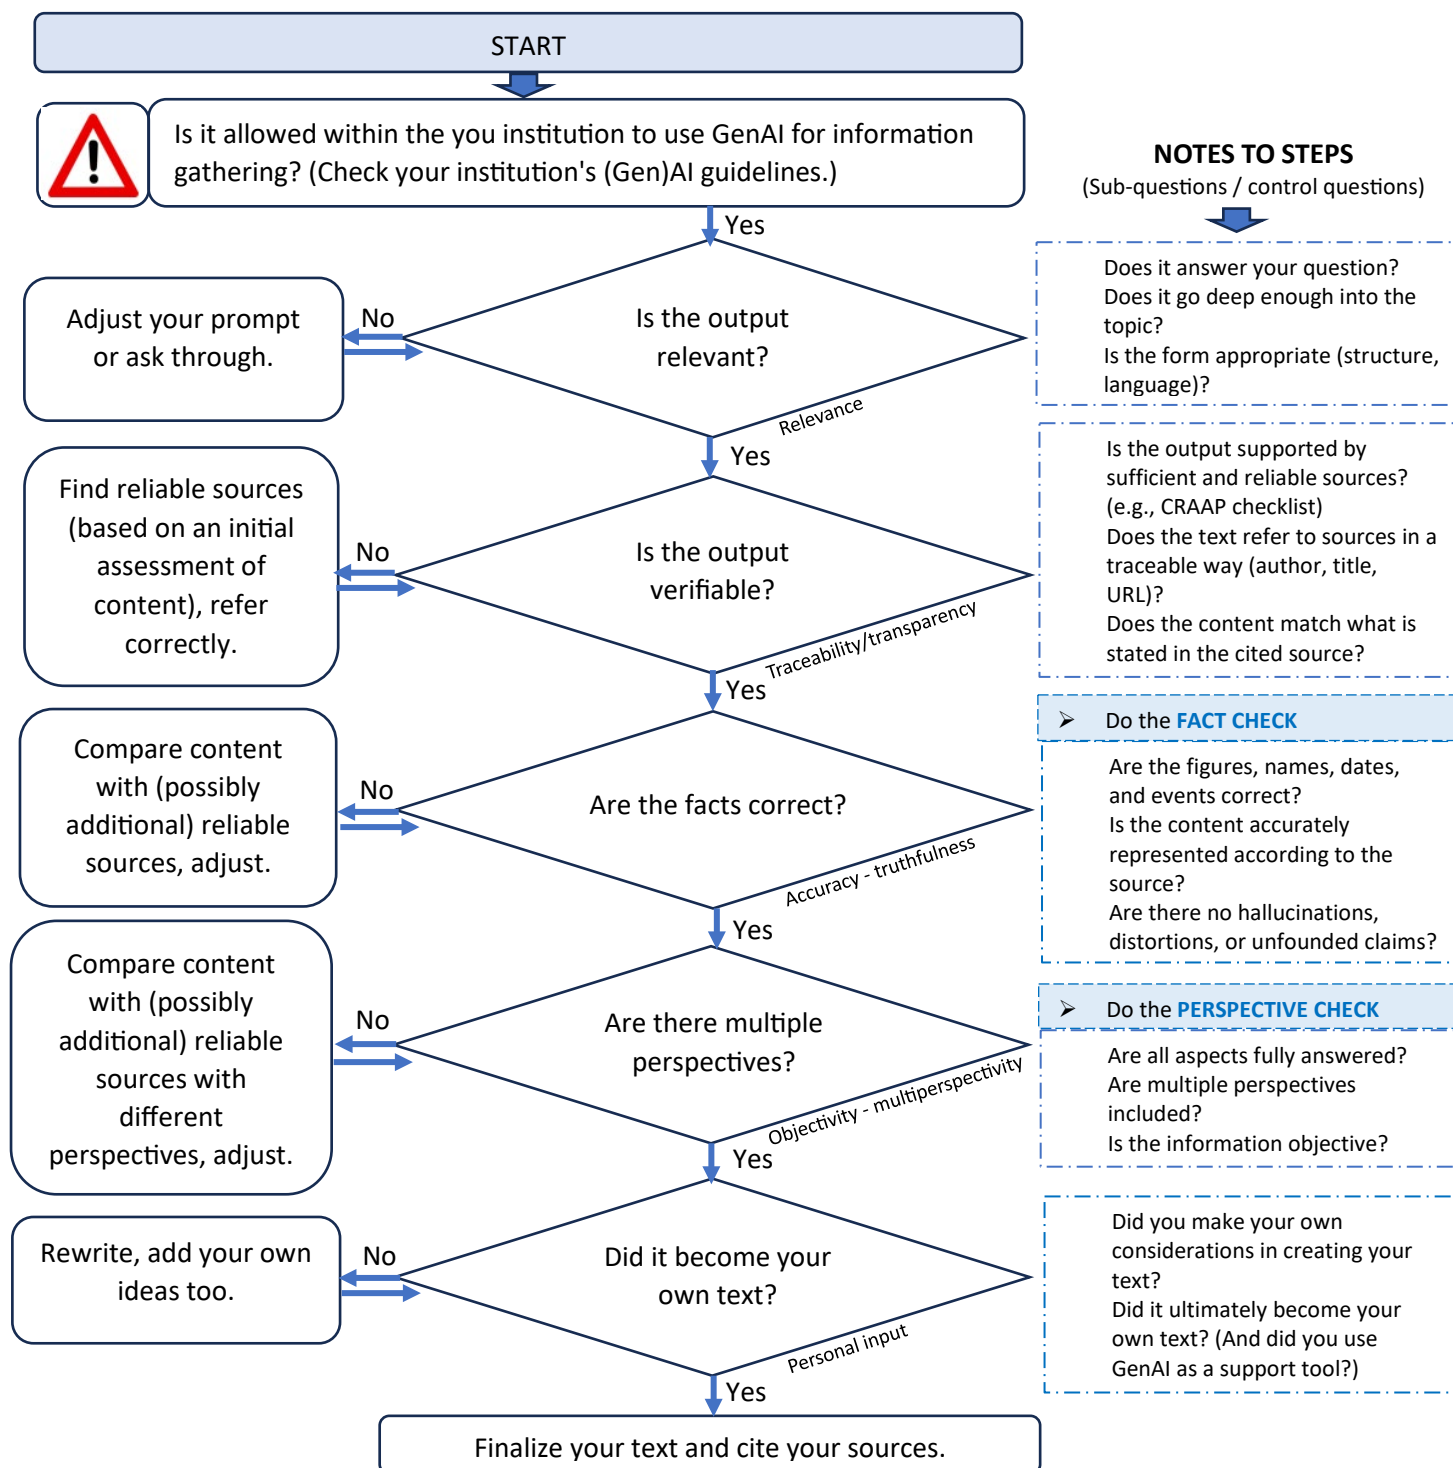 START
Is it allowed within the you institution to use GenAI for information
gathering? (Check your institution's (Gen)AI guidelines.)
NOTES TO STEPS
(Sub-questions / control questions)
Yes
Adjust your prompt
or ask through.
No
Is the output
relevant?
Relevance
Does it answer your question?
Does it go deep enough into the
topic?
Is the form appropriate (structure,
language)?
Yes
Find reliable sources
(based on an initial
assessment of
content), refer
correctly.
No
Is the output
verifiable?
Traceability/transparency
Is the output supported by
sufficient and reliable sources?
(e.g., CRAAP checklist)
Does the text refer to sources in a
traceable way (author, title,
URL)?
Does the content match what is
stated in the cited source?
Yes
Compare content
with (possibly
additional) reliable
sources, adjust.
No
Are the facts correct?
Accuracy - truthfulness
➢ Do the FACT CHECK
Are the figures, names, dates,
and events correct?
Is the content accurately
represented according to the
source?
Are there no hallucinations,
distortions, or unfounded claims?
Yes
Compare content
with (possibly
additional) reliable
sources with
different
perspectives, adjust.
No
Are there multiple
perspectives?
Objectivity - multiperspectivity
➢ Do the PERSPECTIVE CHECK
Are all aspects fully answered?
Are multiple perspectives
included?
Is the information objective?
Yes
Rewrite, add your own
ideas too.
No
Did it become your
own text?
Personal input
Did you make your own
considerations in creating your
text?
Did it ultimately become your
own text? (And did you use
GenAI as a support tool?)
Yes
Finalize your text and cite your sources.